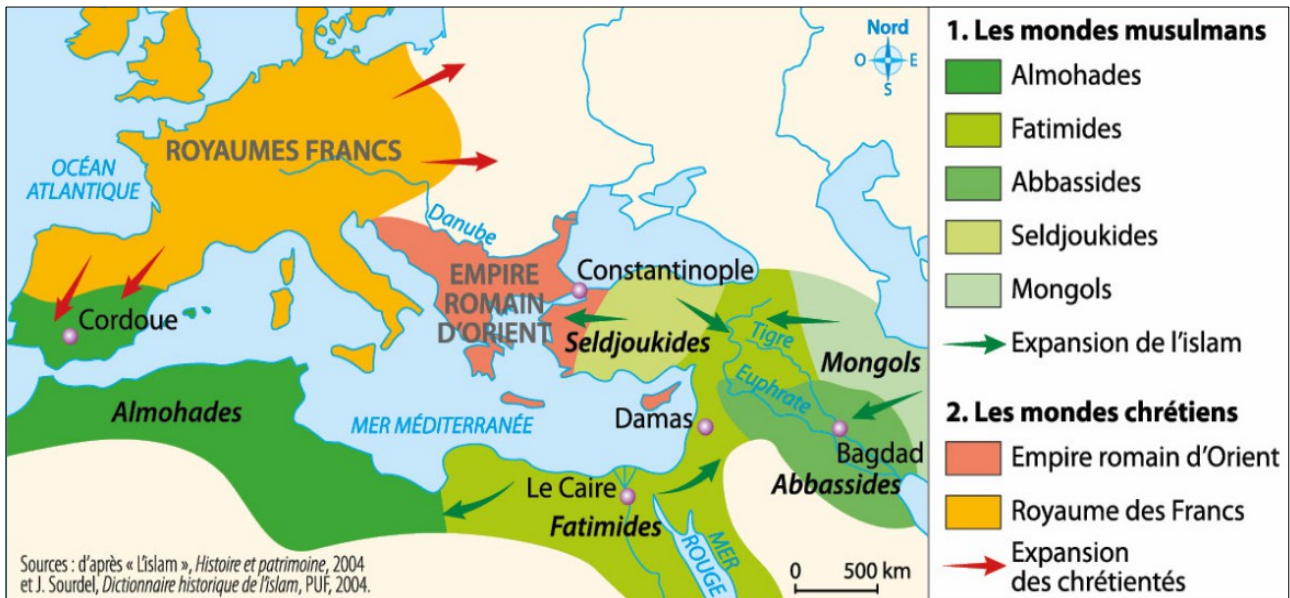 Nord
O
E
S
OCÉAN
ATLANTIQUE
ROYAUMES FRANCS
Danube
EMPIRE
ROMAIN
D'ORIENT
Constantinople
Cordoue
Seldjoukides
Tigre
Mongols
Euphrate
Almohades
MER MÉDITERRANÉE
Damas
Bagdad
Abbassides
Le Caire
Fatimides
MER
ROUGE
0 500 km
Sources : d'après « L'islam », Histoire et patrimoine, 2004
et J. Sourdel, Dictionnaire historique de l'islam, PUF, 2004.
1. Les mondes musulmans
Almohades
Fatimides
Abbassides
Seldjoukides
Mongols
Expansion de l'islam
2. Les mondes chrétiens
Empire romain d'Orient
Royaume des Francs
Expansion
des chrétientés